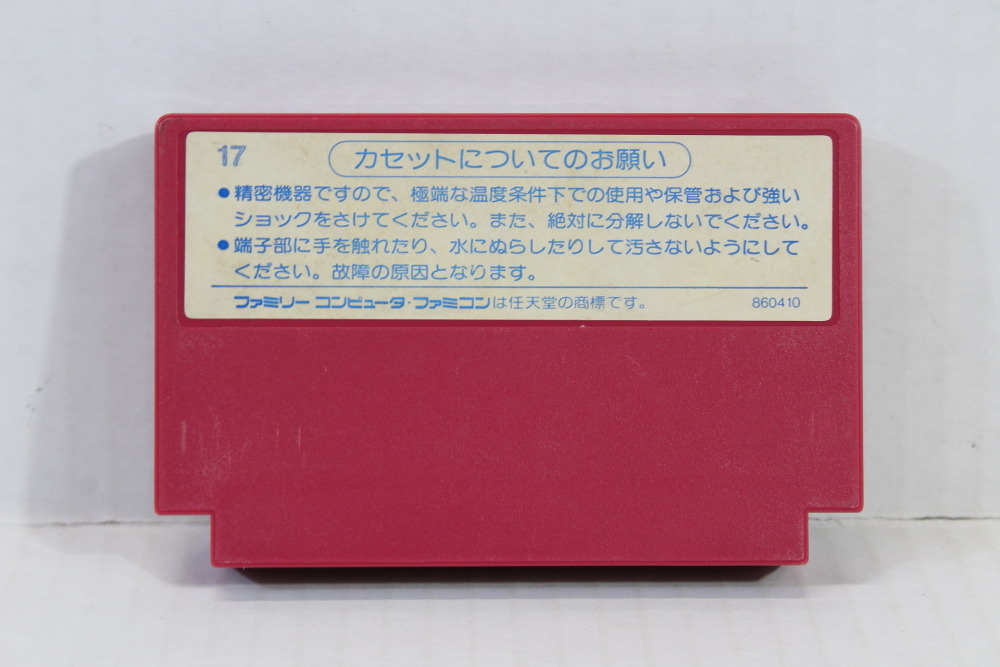 17
カセットについてのお願い
●精密機器ですので、極端な温度条件下での使用や保管および強い
ショックをさけてください。また、絶対に分解しないでください。
●端子部に手を触れたり、水にぬらしたりして汚さないようにして
ください。故障の原因となります。
ファミリー コンピュータ・ファミコンは任天堂の商標です。 860410